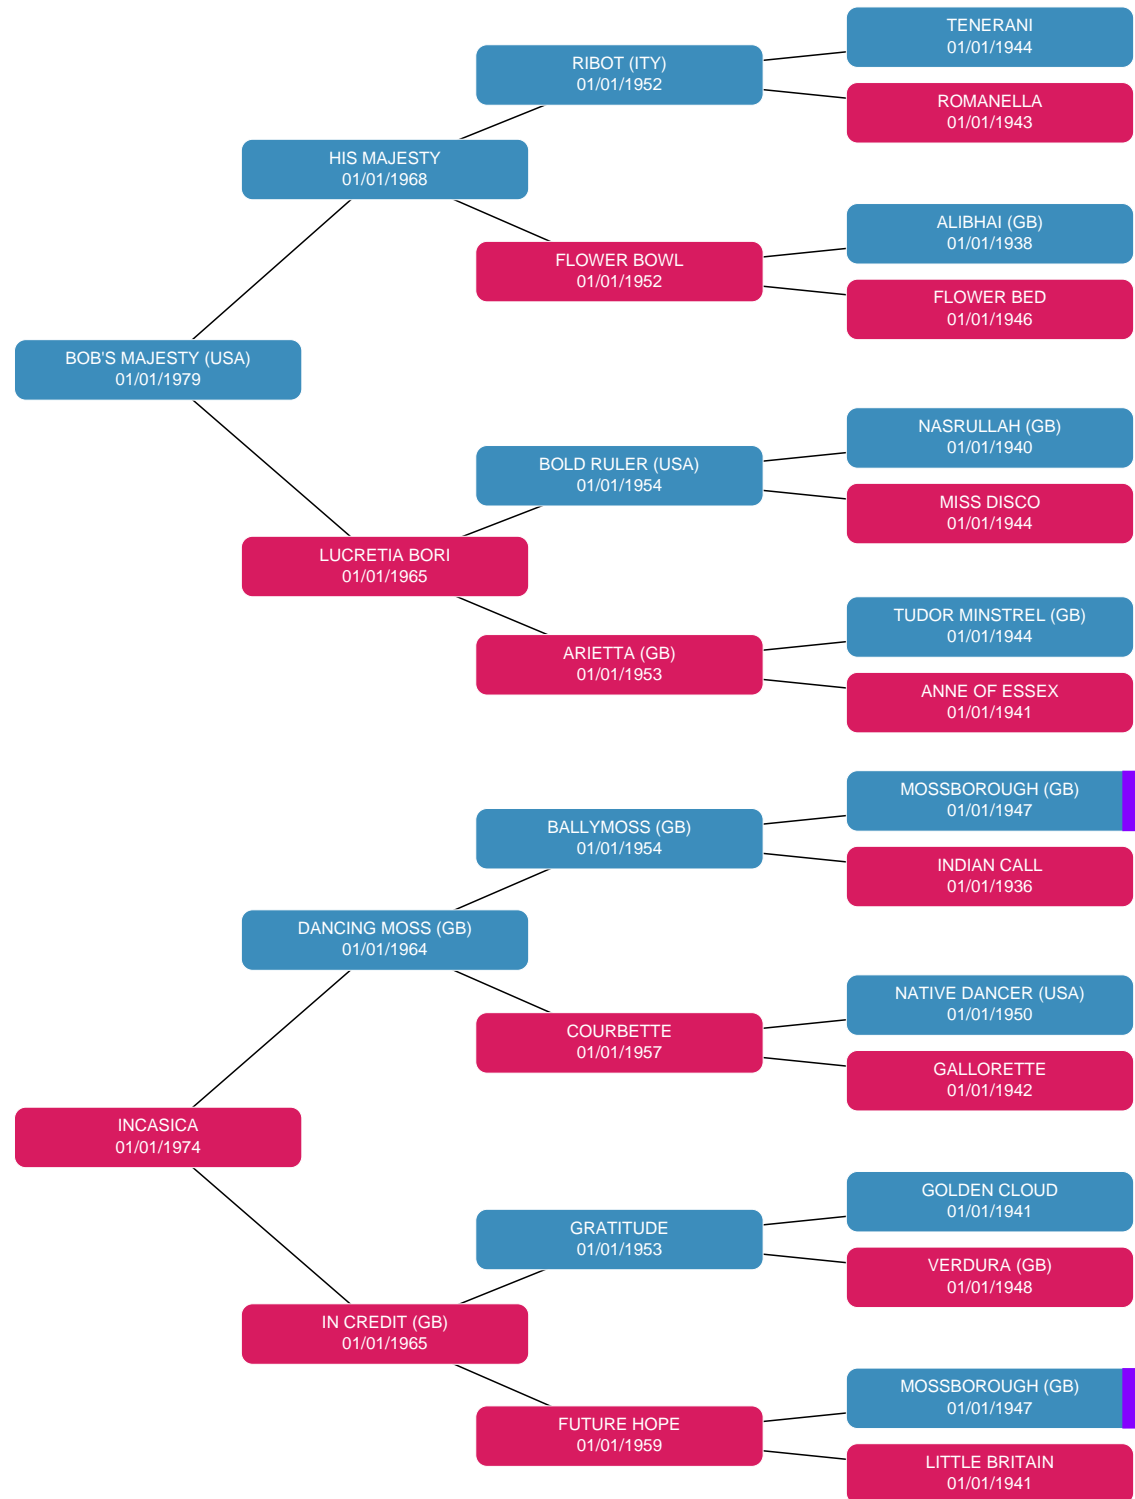 TENERANI
01/01/1944
RIBOT (ITY)
01/01/1952
ROMANELLA
01/01/1943
HIS MAJESTY
01/01/1968
ALIBHAI (GB)
01/01/1938
FLOWER BOWL
01/01/1952
FLOWER BED
01/01/1946
BOB'S MAJESTY (USA)
01/01/1979
NASRULLAH (GB)
01/01/1940
BOLD RULER (USA)
01/01/1954
MISS DISCO
01/01/1944
LUCRETIA BORI
01/01/1965
TUDOR MINSTREL (GB)
01/01/1944
ARIETTA (GB)
01/01/1953
ANNE OF ESSEX
01/01/1941
MOSSBOROUGH (GB)
01/01/1947
BALLYMOSS (GB)
01/01/1954
INDIAN CALL
01/01/1936
DANCING MOSS (GB)
01/01/1964
NATIVE DANCER (USA)
01/01/1950
COURBETTE
01/01/1957
GALLORETTE
01/01/1942
INCASICA
01/01/1974
GOLDEN CLOUD
01/01/1941
GRATITUDE
01/01/1953
VERDURA (GB)
01/01/1948
IN CREDIT (GB)
01/01/1965
MOSSBOROUGH (GB)
01/01/1947
FUTURE HOPE
01/01/1959
LITTLE BRITAIN
01/01/1941